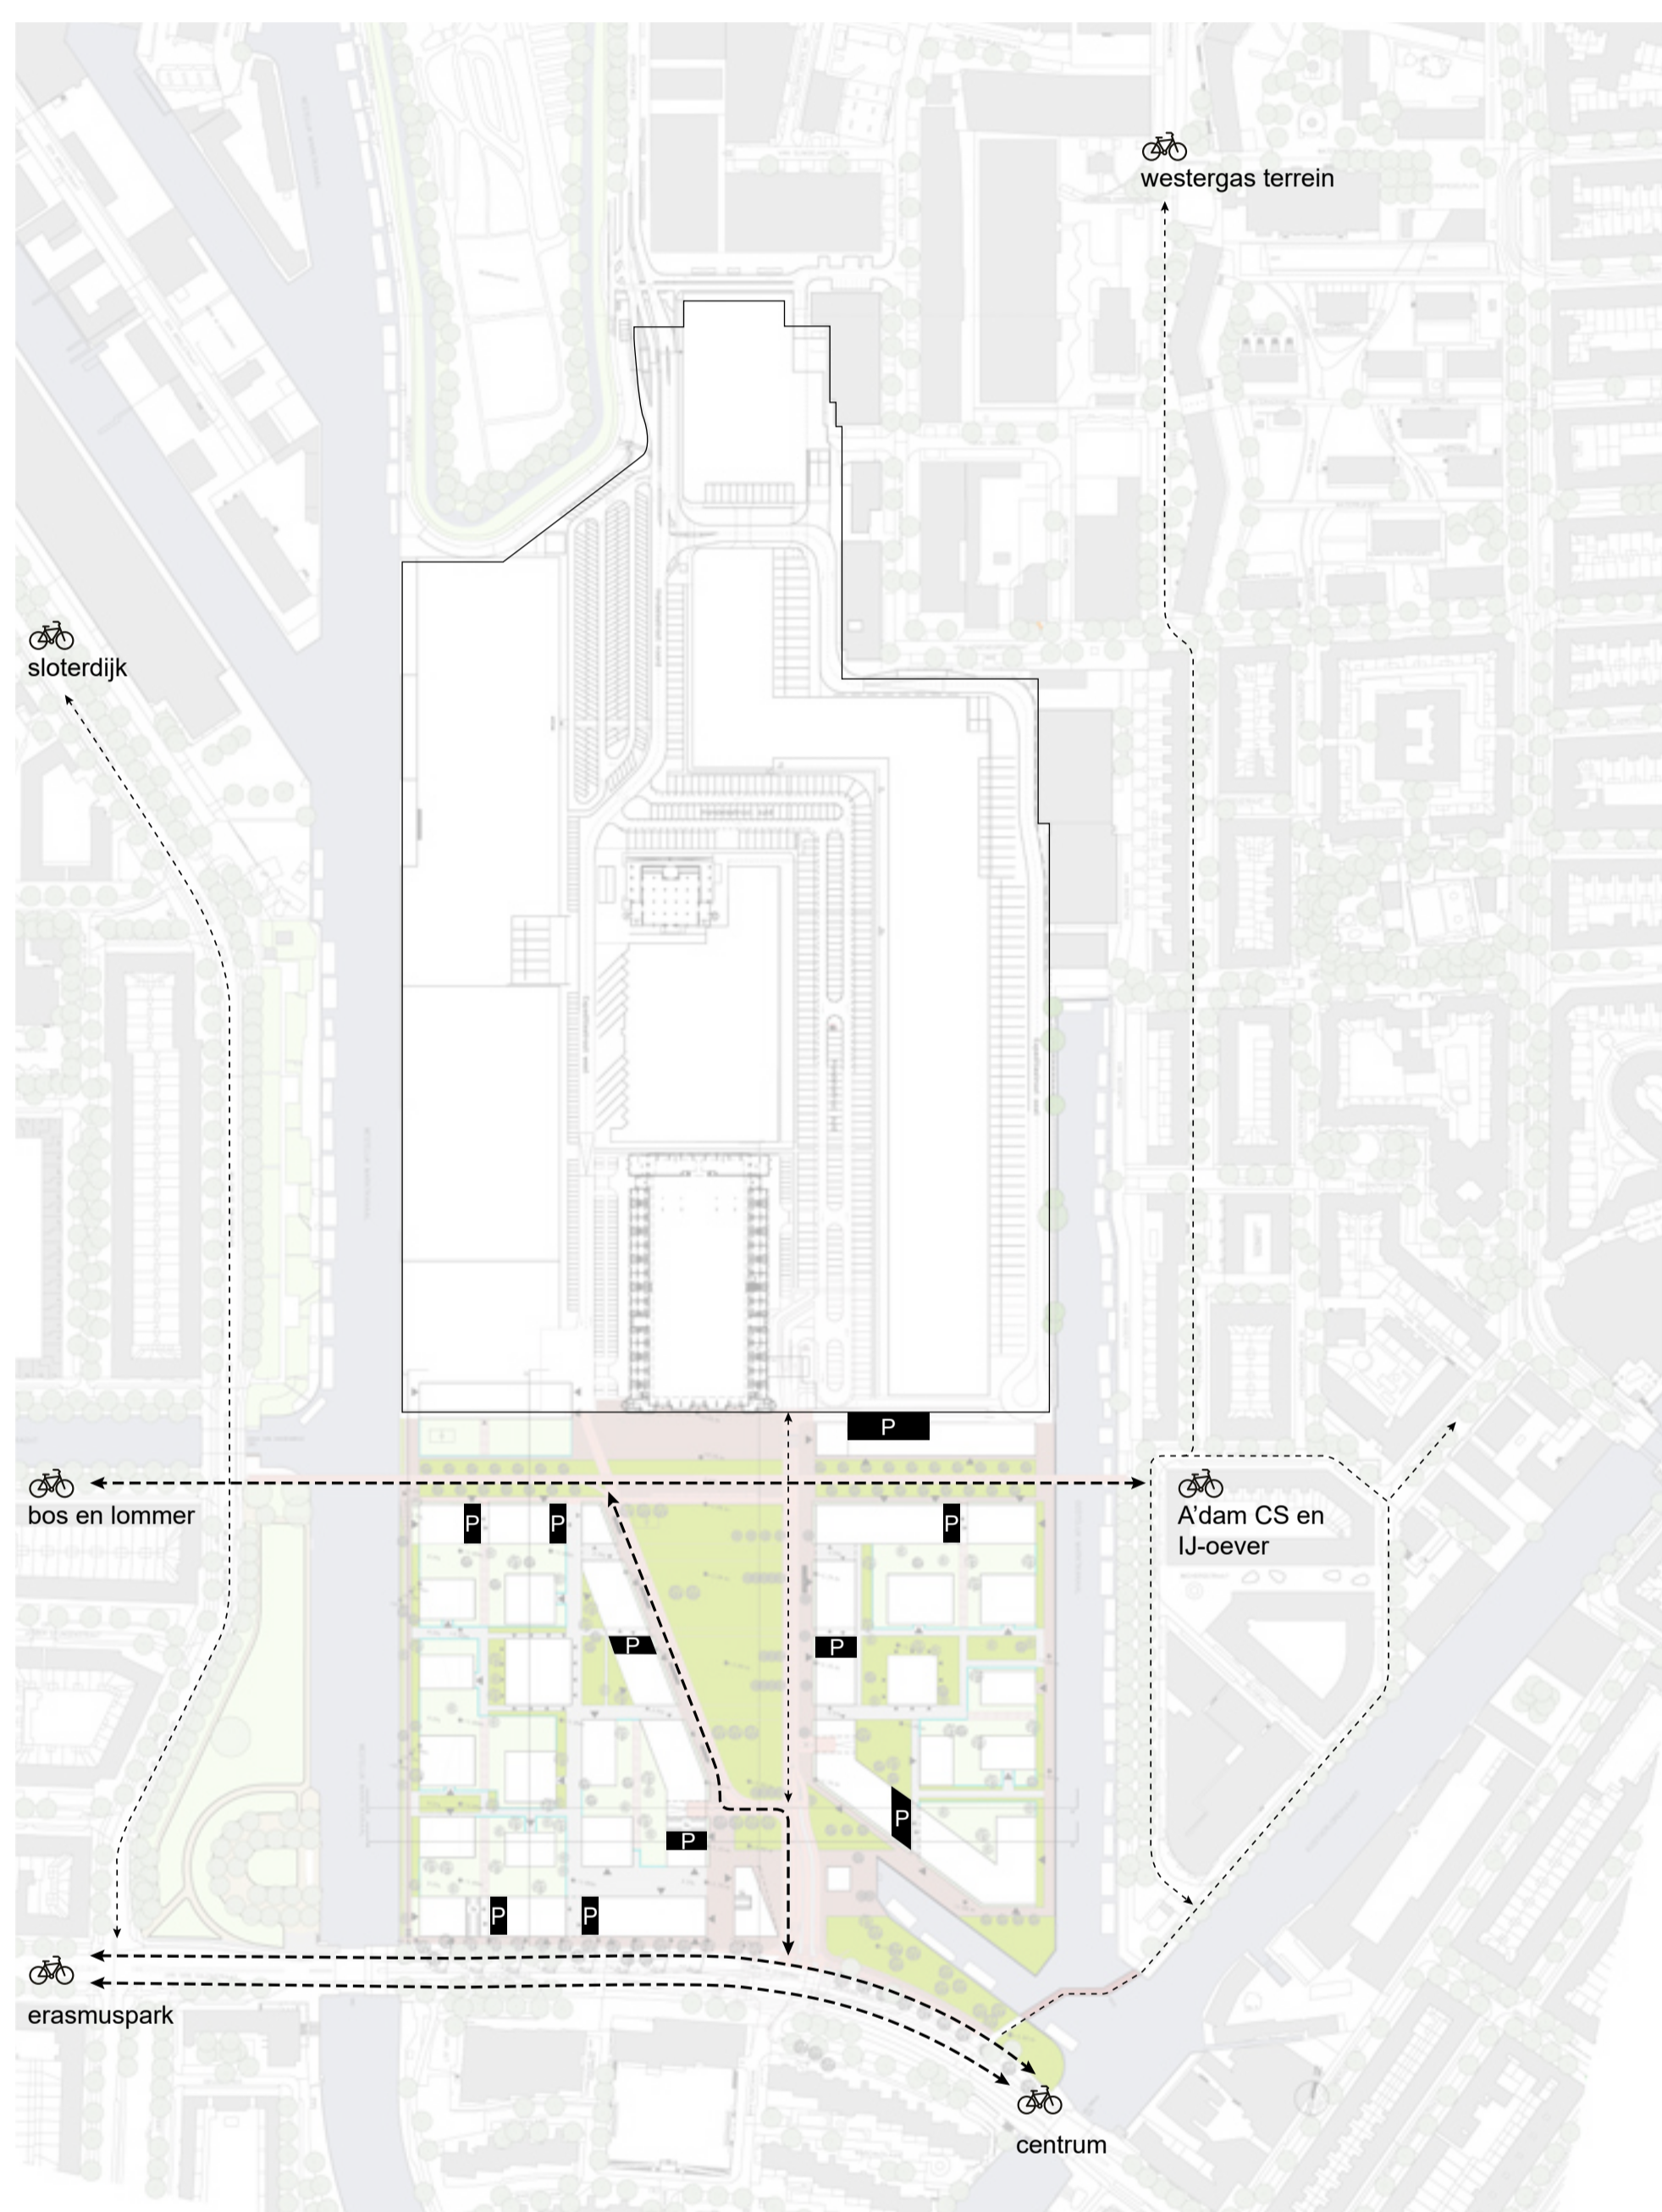 westergas terrein
sloterdijk
P
bos en lommer
A'dam CS en
IJ-oever
P
P
P
P
P
P
P
P
P
erasmuspark
centrum